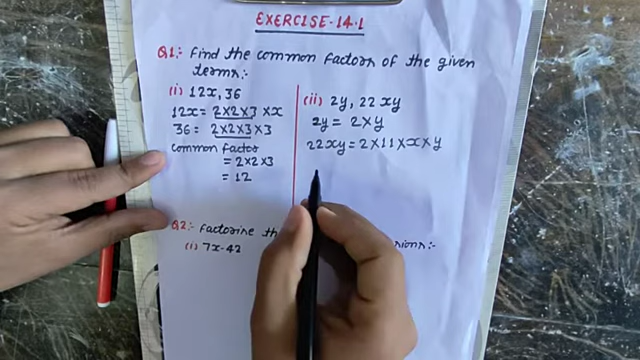 EXERCISE-14.1
Q1:- Find the common factors of the given
terms:-
(i) 12x, 36
12x = 2×2×3×x
36 = 2×2×3×3
common factor
= 2×2×3
= 12
(ii) 2y, 22xy
2y = 2×y
22xy = 2×11×x×y
Q2:- Factorise th
(i) 7x-42